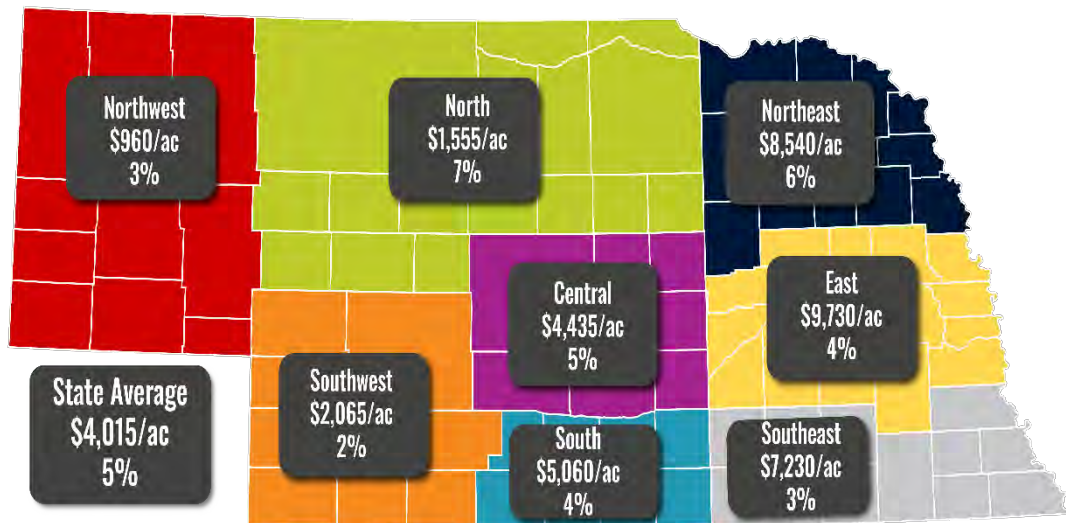 Northwest
$960/ac
3%
North
$1,555/ac
7%
Northeast
$8,540/ac
6%
Central
$4,435/ac
5%
East
$9,730/ac
4%
State Average
$4,015/ac
5%
Southwest
$2,065/ac
2%
South
$5,060/ac
4%
Southeast
$7,230/ac
3%